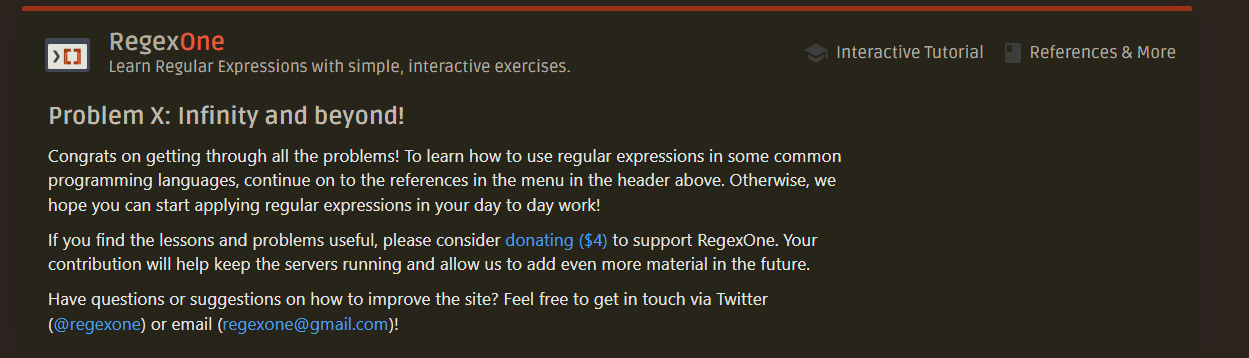 RegexOne
Learn Regular Expressions with simple, interactive exercises.
Interactive Tutorial
References & More
Problem X: Infinity and beyond!
Congrats on getting through all the problems! To learn how to use regular expressions in some common
programming languages, continue on to the references in the menu in the header above. Otherwise, we
hope you can start applying regular expressions in your day to day work!
If you find the lessons and problems useful, please consider donating ($4) to support RegexOne. Your
contribution will help keep the servers running and allow us to add even more material in the future.
Have questions or suggestions on how to improve the site? Feel free to get in touch via Twitter
(@regexone) or email (regexone@gmail.com)!